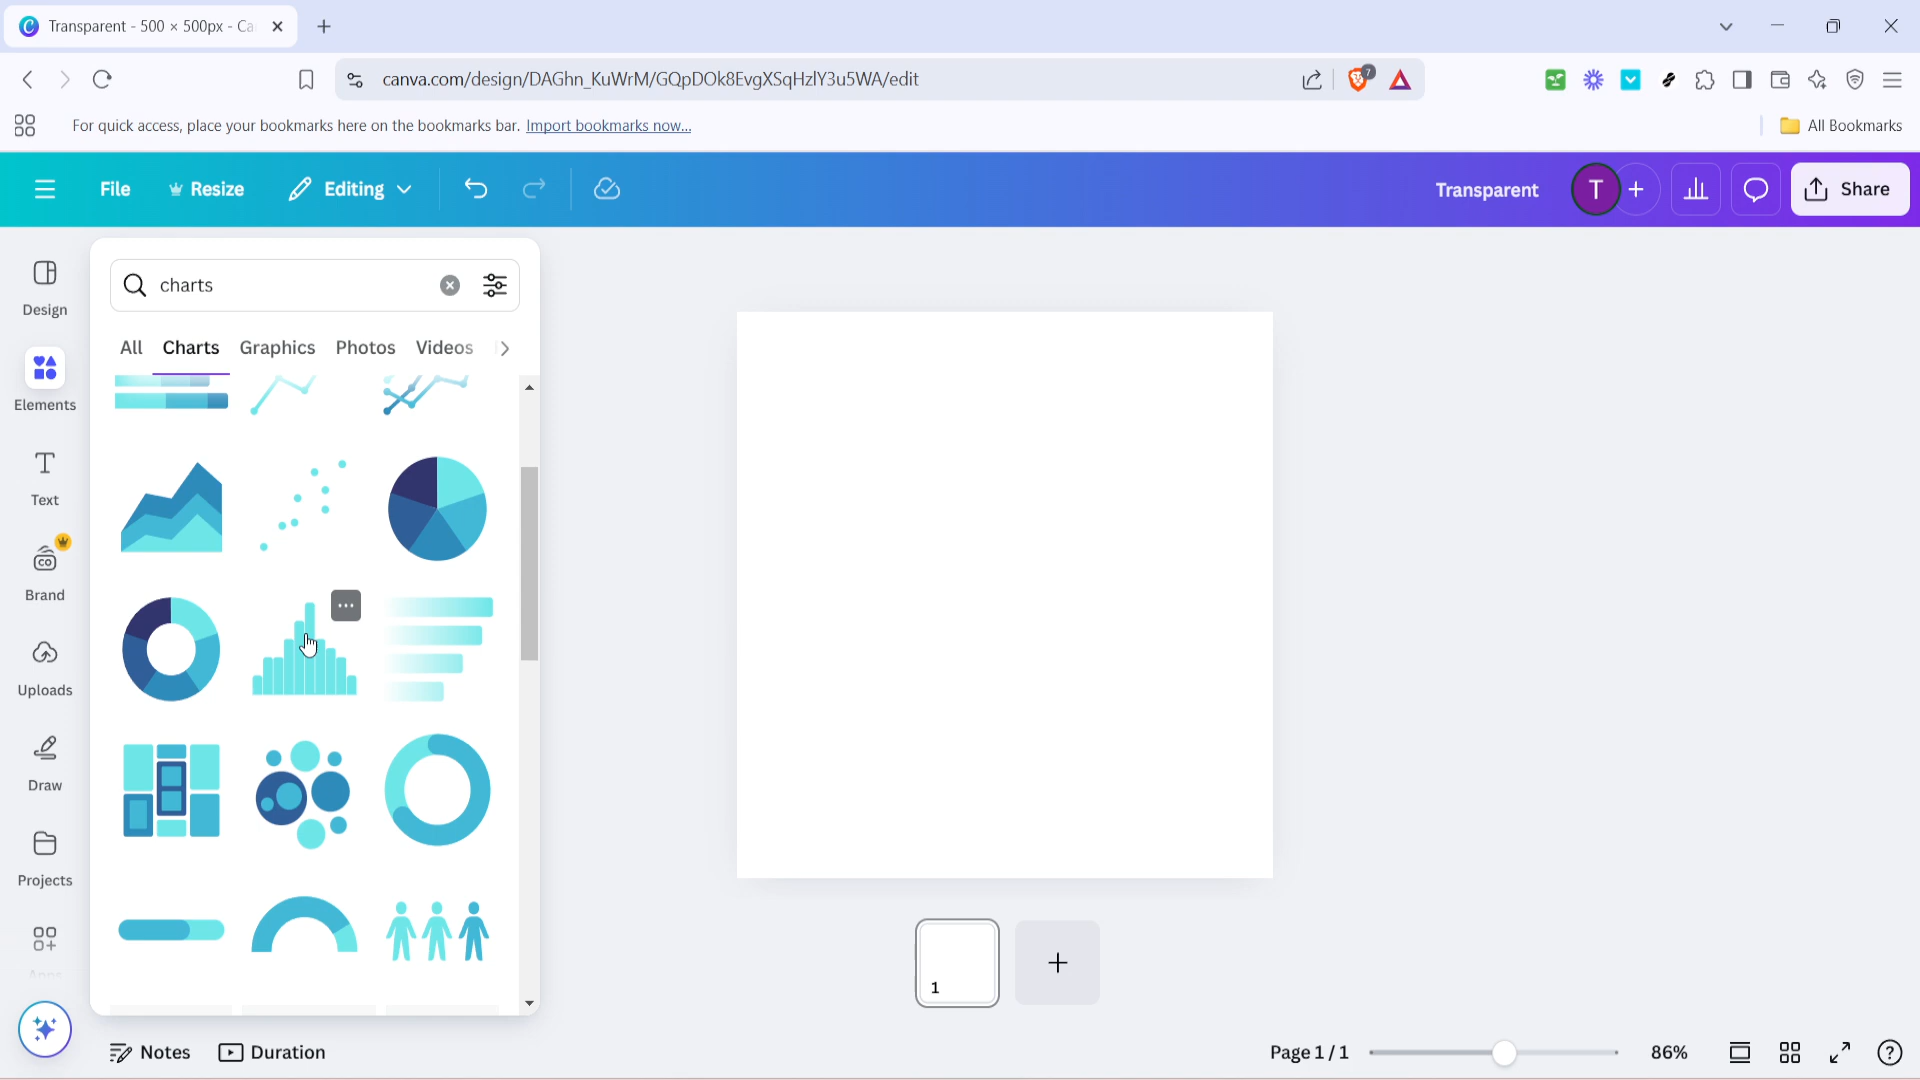 Transparent - 500 × 500px - Ca
canva.com/design/DAGhn_KuWrM/GQpDOk8EvgXSqHzlY3u5WA/edit
7
For quick access, place your bookmarks here on the bookmarks bar. Import bookmarks now...
All Bookmarks
File
Resize
Editing
Transparent
T
Share
Design
Elements
Text
Brand
Uploads
Draw
Projects
Apps
charts
All
Charts
Graphics
Photos
Videos
1
Notes
Duration
Page 1 / 1
86%